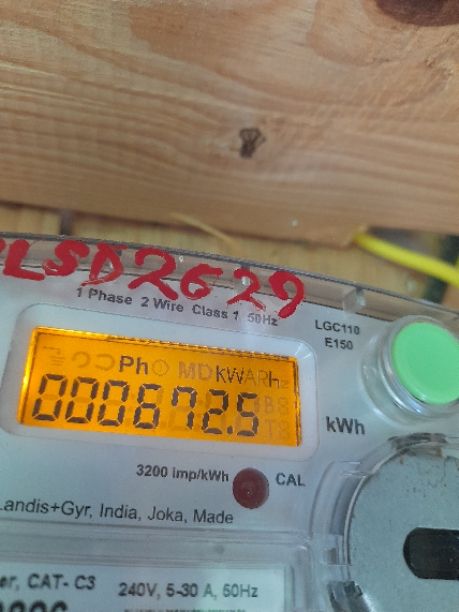 LSD2629
1 Phase 2 Wire Class 1 50Hz
LGC110
E150
Ph MD kWARh
000672.5
kWh
3200 imp/kWh CAL
Landis+Gyr, India, Joka, Made
CAT- C3 240V, 5-30 A, 50Hz